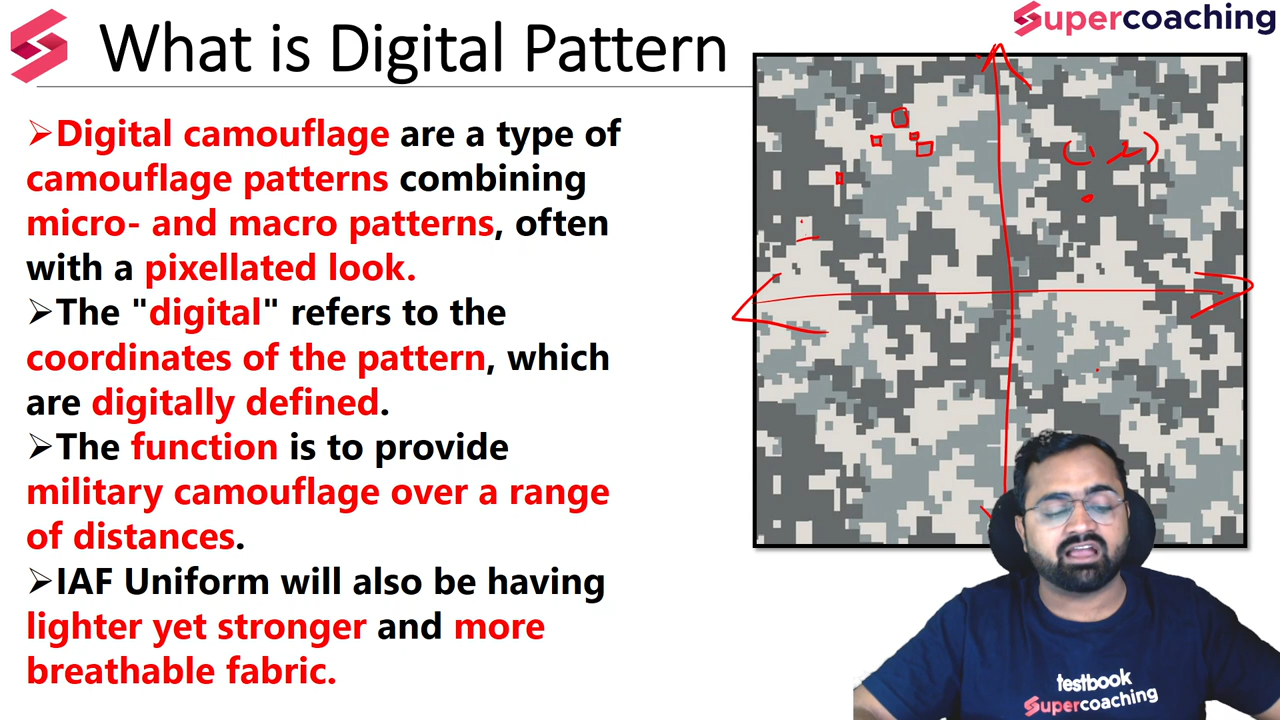 What is Digital Pattern
Supercoaching
➢Digital camouflage are a type of
camouflage patterns combining
micro- and macro patterns, often
with a pixellated look.
➢The "digital" refers to the
coordinates of the pattern, which
are digitally defined.
➢The function is to provide
military camouflage over a range
of distances.
➢IAF Uniform will also be having
lighter yet stronger and more
breathable fabric.
testbook
Supercoaching